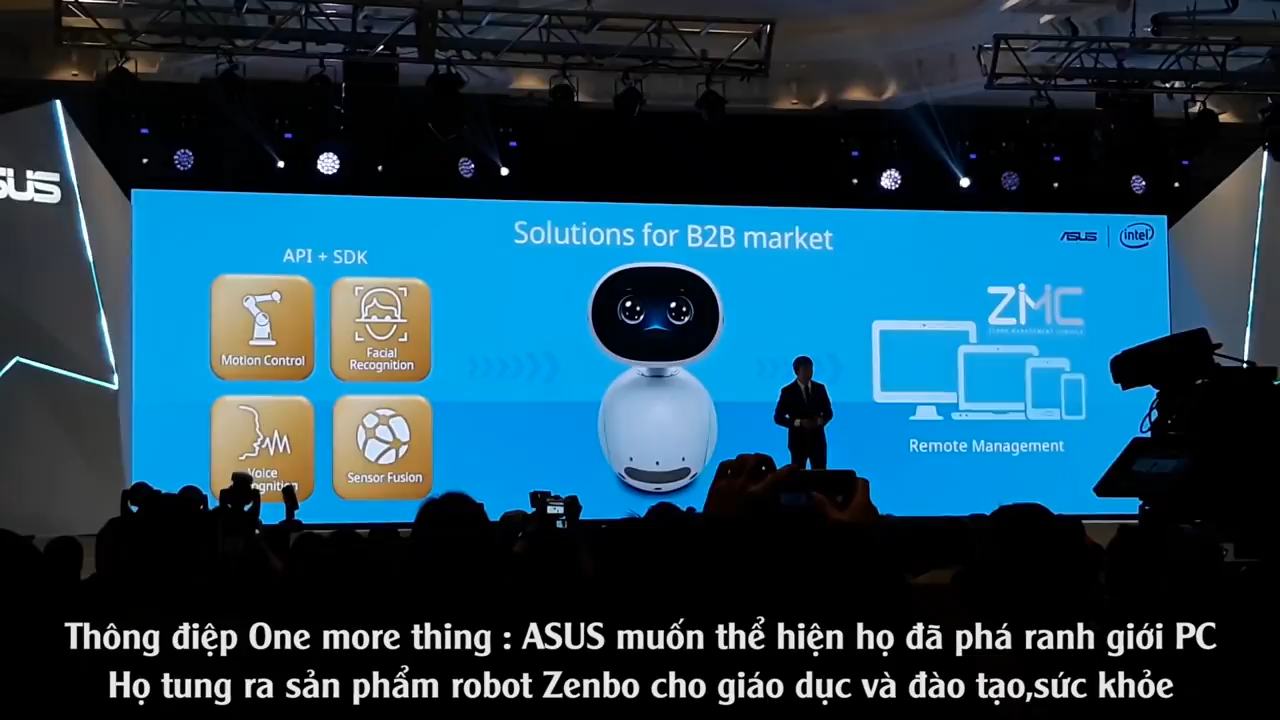 SUS
Solutions for B2B market
ASUS
intel
API + SDK
Motion Control
Facial
Recognition
Voice
Sensor Fusion
ZMC
Remote Management
Thông điệp One more thing : ASUS muốn thể hiện họ đã phá ranh giới PC
Họ tung ra sản phẩm robot Zenbo cho giáo dục và đào tạo,sức khỏe